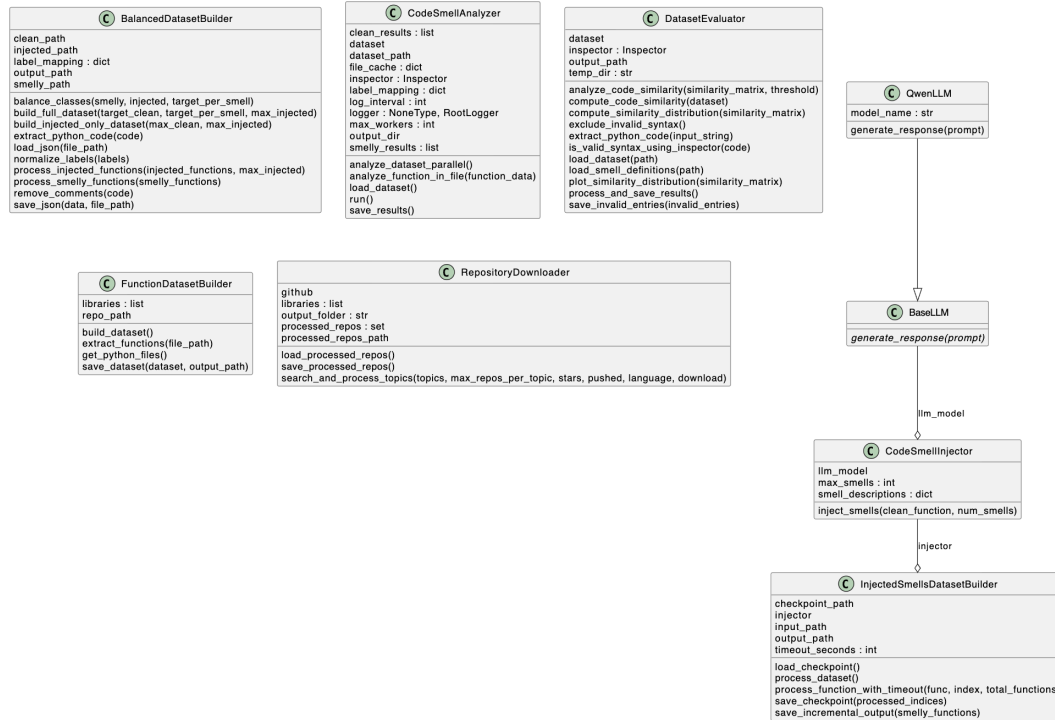 C BalancedDatasetBuilder
clean_path
injected_path
label_mapping : dict
output_path
smelly_path
balance_classes(smelly, injected, target_per_smell)
build_full_dataset(target_clean, target_per_smell, max_injected)
build_injected_only_dataset(max_clean, max_injected)
extract_python_code(code)
load_json(file_path)
normalize_labels(labels)
process_injected_functions(injected_functions, max_injected)
process_smelly_functions(smelly_functions)
remove_comments(code)
save_json(data, file_path)
C CodeSmellAnalyzer
clean_results : list
dataset
dataset_path
file_cache : dict
inspector : Inspector
label_mapping : dict
log_interval : int
logger : NoneType, RootLogger
max_workers : int
output_dir
smelly_results : list
analyze_dataset_parallel()
analyze_function_in_file(function_data)
load_dataset()
run()
save_results()
C DatasetEvaluator
dataset
inspector : Inspector
output_path
temp_dir : str
analyze_code_similarity(similarity_matrix, threshold)
compute_code_similarity(dataset)
compute_similarity_distribution(similarity_matrix)
exclude_invalid_syntax()
extract_python_code(input_string)
is_valid_syntax_using_inspector(code)
load_dataset(path)
load_smell_definitions(path)
plot_similarity_distribution(similarity_matrix)
process_and_save_results()
save_invalid_entries(invalid_entries)
C QwenLLM
model_name : str
generate_response(prompt)
C FunctionDatasetBuilder
libraries : list
repo_path
build_dataset()
extract_functions(file_path)
get_python_files()
save_dataset(dataset, output_path)
C RepositoryDownloader
github
libraries : list
output_folder : str
processed_repos : set
processed_repos_path
load_processed_repos()
save_processed_repos()
search_and_process_topics(topics, max_repos_per_topic, stars, pushed, language, download)
C BaseLLM
generate_response(prompt)
llm_model
C CodeSmellInjector
llm_model
max_smells : int
smell_descriptions : dict
inject_smells(clean_function, num_smells)
injector
C InjectedSmellsDatasetBuilder
checkpoint_path
injector
input_path
output_path
timeout_seconds : int
load_checkpoint()
process_dataset()
process_function_with_timeout(func, index, total_functions
save_checkpoint(processed_indices)
save_incremental_output(smelly_functions)